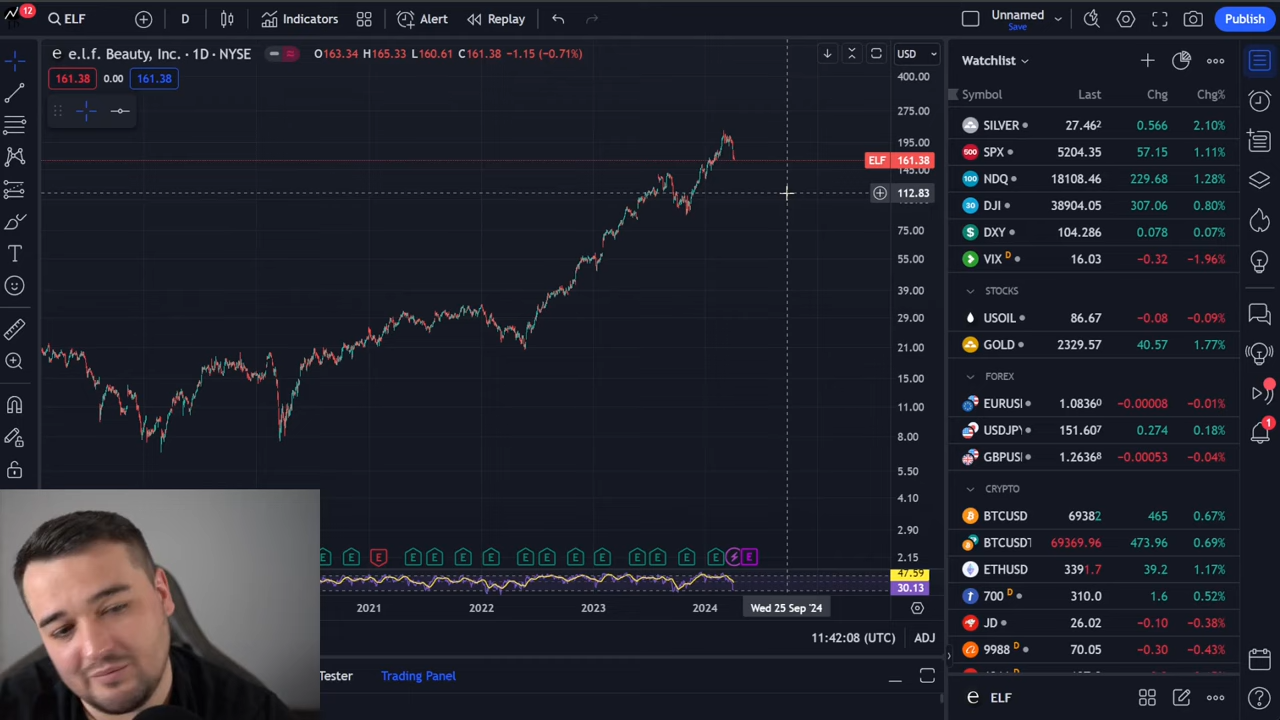 12
ELF
D
Indicators
Alert
Replay
Unnamed
Save
Publish
e e.l.f. Beauty, Inc. · 1D · NYSE
O163.34 H165.33 L160.61 C161.38 −1.15 (−0.71%)
USD
161.38
0.00
161.38
400.00
275.00
195.00
ELF
161.38
145.00
112.83
75.00
55.00
39.00
29.00
21.00
15.00
11.00
8.00
5.50
4.10
2.90
2.15
E E E E E E E E E E E E E E E E E
47.59
30.13
2021
2022
2023
2024
Wed 25 Sep '24
11:42:08 (UTC)
ADJ
Tester
Trading Panel
Watchlist
Symbol Last Chg Chg%
SILVER 27.46² 0.566 2.10%
500 SPX 5204.35 57.15 1.11%
100 NDQ 18108.46 229.68 1.28%
30 DJI 38904.05 307.06 0.80%
$ DXY 104.286 0.078 0.07%
VIX D 16.03 −0.32 −1.96%
STOCKS
USOIL 86.67 −0.08 −0.09%
GOLD 2329.57 40.57 1.77%
FOREX
EURUSI 1.0836⁰ −0.00008 −0.01%
USDJP\ 151.60⁷ 0.274 0.18%
GBPUSI 1.2636⁸ −0.00053 −0.04%
CRYPTO
BTCUSD 69382 465 0.67%
BTCUSDT 69369.96 473.96 0.69%
ETHUSD 3391.7 39.2 1.17%
700 D 310.0 1.6 0.52%
JD 26.02 −0.10 −0.38%
9988 D 70.05 −0.30 −0.43%
e ELF
1